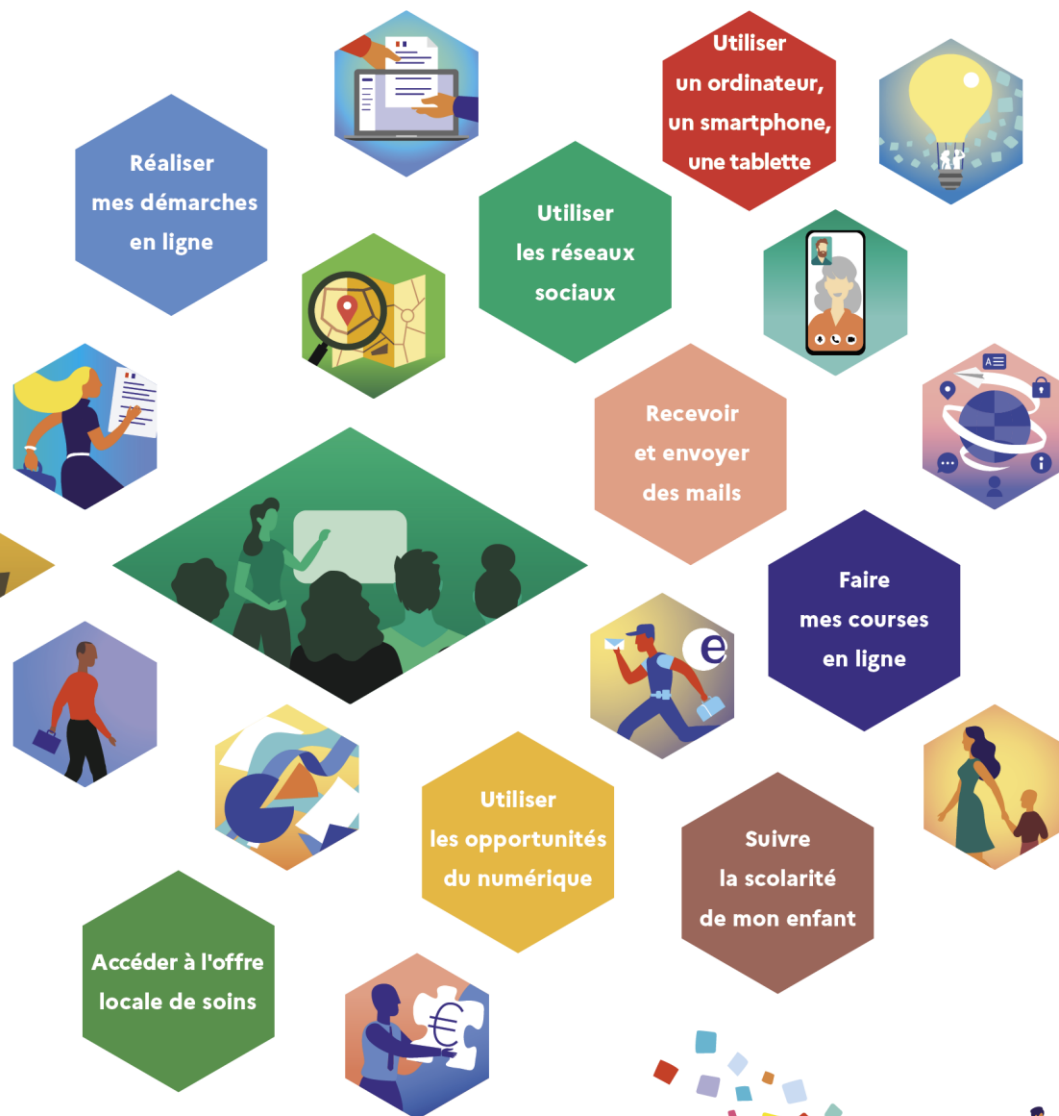 Utiliser
un ordinateur,
un smartphone,
une tablette
Réaliser
mes démarches
en ligne
Utiliser
les réseaux
sociaux
Recevoir
et envoyer
des mails
Faire
mes courses
en ligne
e
Utiliser
les opportunités
du numérique
Suivre
la scolarité
de mon enfant
Accéder à l'offre
locale de soins
€